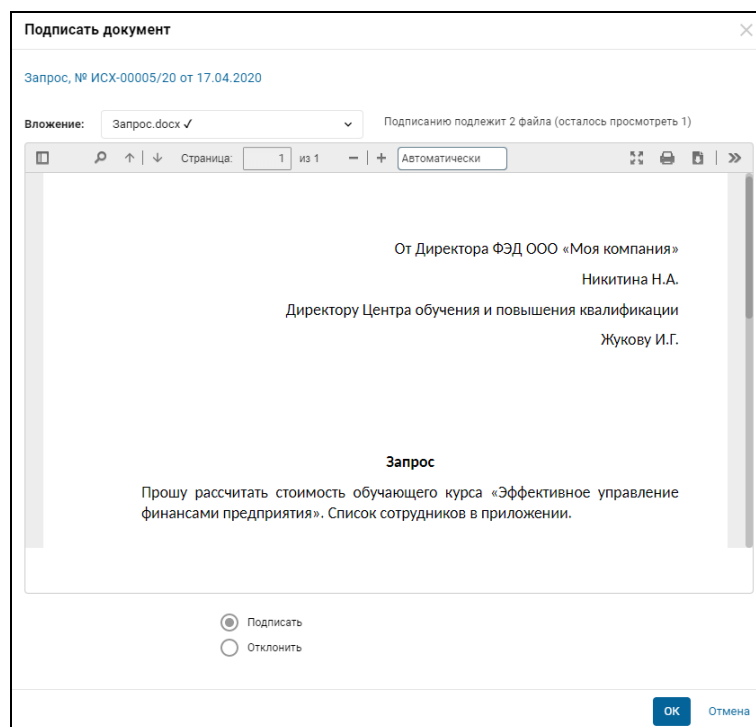 Подписать документ
Запрос, № ИСХ-00005/20 от 17.04.2020
Вложение: Запрос.docx ✓ Подписанию подлежит 2 файла (осталось просмотреть 1)
Страница: 1 из 1 Автоматически
От Директора ФЭД ООО «Моя компания»
Никитина Н.А.
Директору Центра обучения и повышения квалификации
Жукову И.Г.
Запрос
Прошу рассчитать стоимость обучающего курса «Эффективное управление
финансами предприятия». Список сотрудников в приложении.
Подписать
Отклонить
ОК Отмена